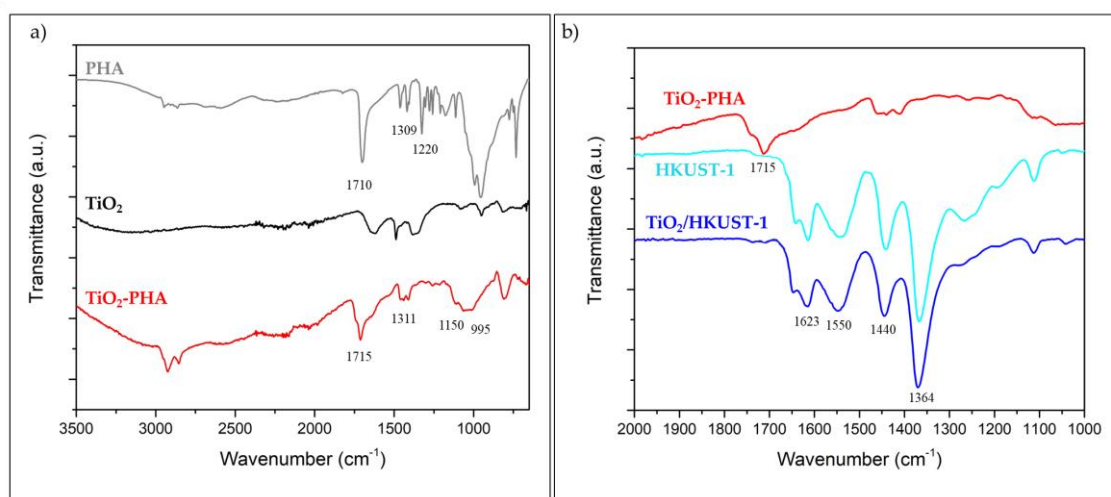 a)
PHA
1309
1220
1710
TiO2
TiO2-PHA
1311
1150
995
1715
Transmittance (a.u.)
3500
3000
2500
2000
1500
1000
Wavenumber (cm-1)
b)
TiO2-PHA
1715
HKUST-1
TiO2/HKUST-1
1623
1550
1440
1364
Transmittance (a.u.)
2000
1900
1800
1700
1600
1500
1400
1300
1200
1100
1000
Wavenumber (cm-1)